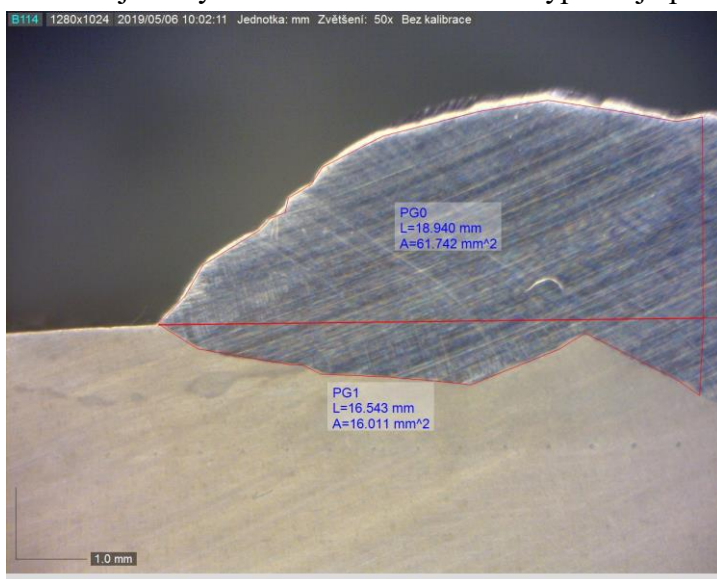 B114 1280x1024 2019/05/06 10:02:11 Jednotka: mm Zvětšení: 50x Bez kalibrace
PG0
L=18.940 mm
A=61.742 mm^2
PG1
L=16.543 mm
A=16.011 mm^2
1.0 mm